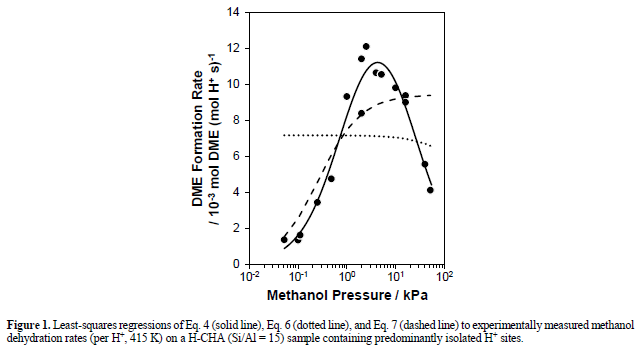 14
12
10
8
6
4
2
0
DME Formation Rate
/ 10⁻³ mol DME (mol H⁺ s)⁻¹
10⁻² 10⁻¹ 10⁰ 10¹ 10²
Methanol Pressure / kPa
Figure 1. Least-squares regressions of Eq. 4 (solid line), Eq. 6 (dotted line), and Eq. 7 (dashed line) to experimentally measured methanol
dehydration rates (per H⁺, 415 K) on a H-CHA (Si/Al = 15) sample containing predominantly isolated H⁺ sites.